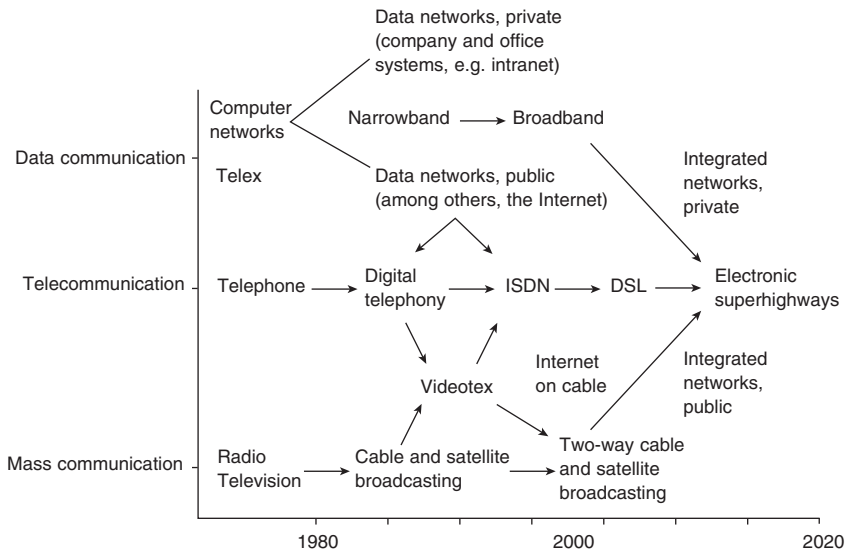 Data networks, private
(company and office
systems, e.g. intranet)
Computer
networks
Narrowband
Broadband
Data communication
Telex
Data networks, public
(among others, the Internet)
Integrated
networks,
private
Telecommunication
Telephone
Digital
telephony
ISDN
DSL
Electronic
superhighways
Videotex
Internet
on cable
Integrated
networks,
public
Mass communication
Radio
Television
Cable and satellite
broadcasting
Two-way cable
and satellite
broadcasting
1980
2000
2020